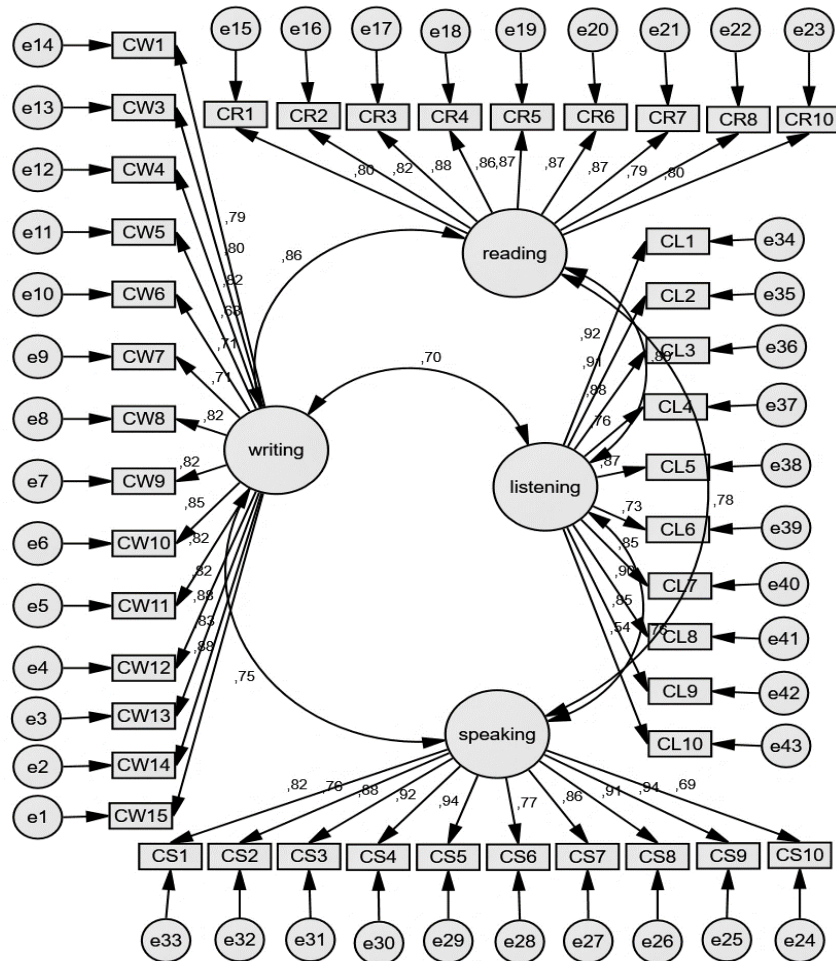 e14
CW1
e13
CW3
e12
CW4
e11
CW5
e10
CW6
e9
CW7
e8
CW8
e7
CW9
e6
CW10
e5
CW11
e4
CW12
e3
CW13
e2
CW14
e1
CW15
e15
e16
e17
e18
e19
e20
e21
e22
e23
CR1
CR2
CR3
CR4
CR5
CR6
CR7
CR8
CR10
,80
,82
,88
,86
,87
,87
,87
,79
,80
reading
,79
,80
,82
,71
,71
,82
,82
,85
,82
,82
,88
,83
,88
writing
,86
,70
,75
,78
CL1
e34
CL2
e35
CL3
e36
CL4
e37
CL5
e38
CL6
e39
CL7
e40
CL8
e41
CL9
e42
CL10
e43
,92
,91
,88
,76
,87
,73
,85
,90
,85
,54
listening
speaking
,82
,76
,88
,92
,94
,77
,86
,91
,94
,69
CS1
CS2
CS3
CS4
CS5
CS6
CS7
CS8
CS9
CS10
e33
e32
e31
e30
e29
e28
e27
e26
e25
e24